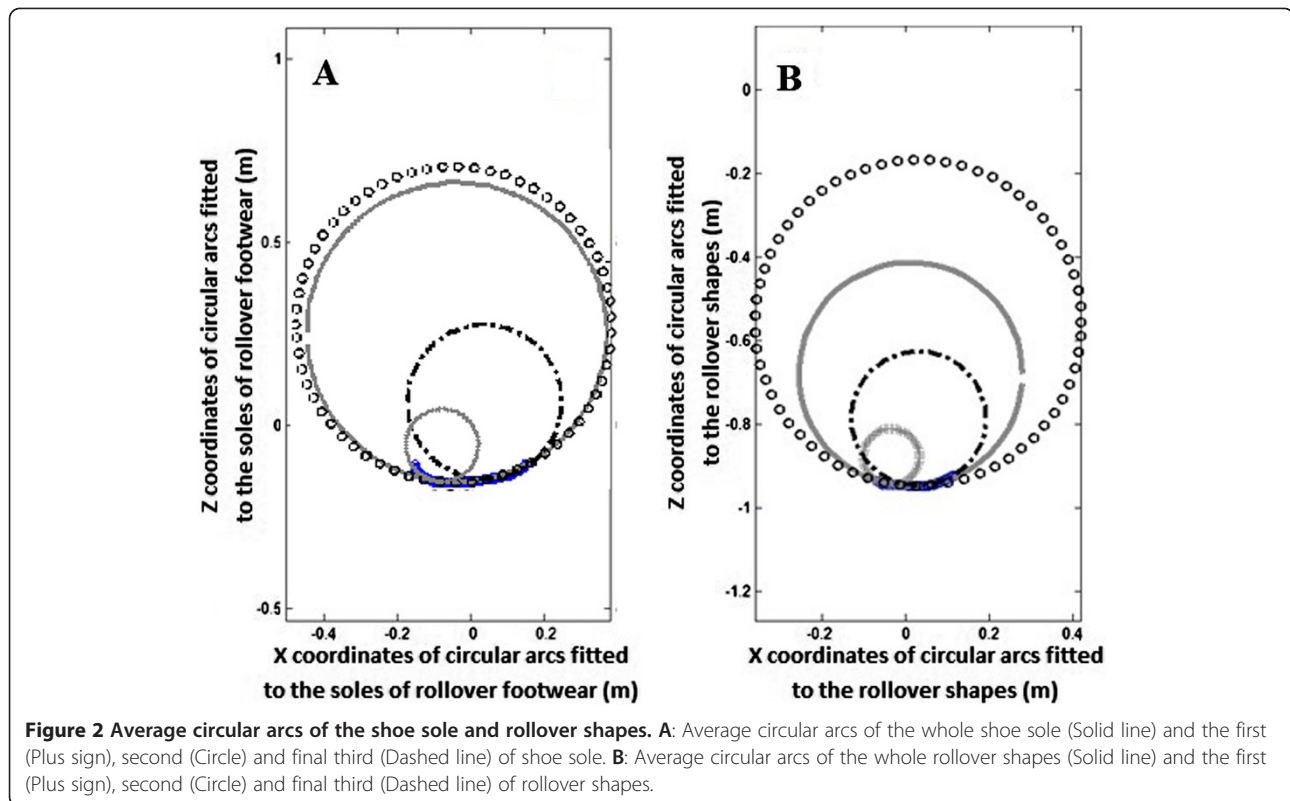 A
1
0.5
0
-0.5
-0.4
-0.2
0
0.2
Z coordinates of circular arcs fitted
to the soles of rollover footwear (m)
X coordinates of circular arcs fitted
to the soles of rollover footwear (m)
B
0
-0.2
-0.4
-0.6
-0.8
-1
-1.2
-0.2
0
0.2
0.4
Z coordinates of circular arcs fitted
to the rollover shapes (m)
X coordinates of circular arcs fitted
to the rollover shapes (m)
Figure 2 Average circular arcs of the shoe sole and rollover shapes. A: Average circular arcs of the whole shoe sole (Solid line) and the first
(Plus sign), second (Circle) and final third (Dashed line) of shoe sole. B: Average circular arcs of the whole rollover shapes (Solid line) and the first
(Plus sign), second (Circle) and final third (Dashed line) of rollover shapes.